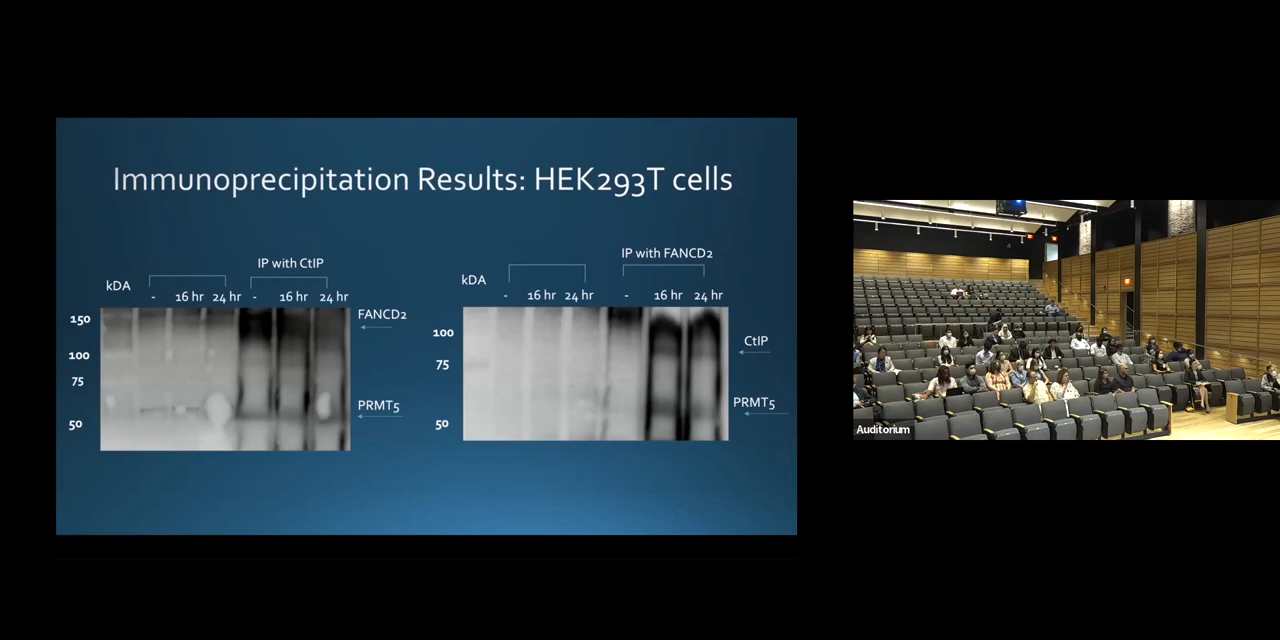 Immunoprecipitation Results: HEK293T cells
IP with CtIP
kDA
- 16 hr 24 hr - 16 hr 24 hr
150
100
75
50
FANCD2
PRMT5
IP with FANCD2
kDA
- 16 hr 24 hr - 16 hr 24 hr
100
75
50
CtIP
PRMT5
Auditorium